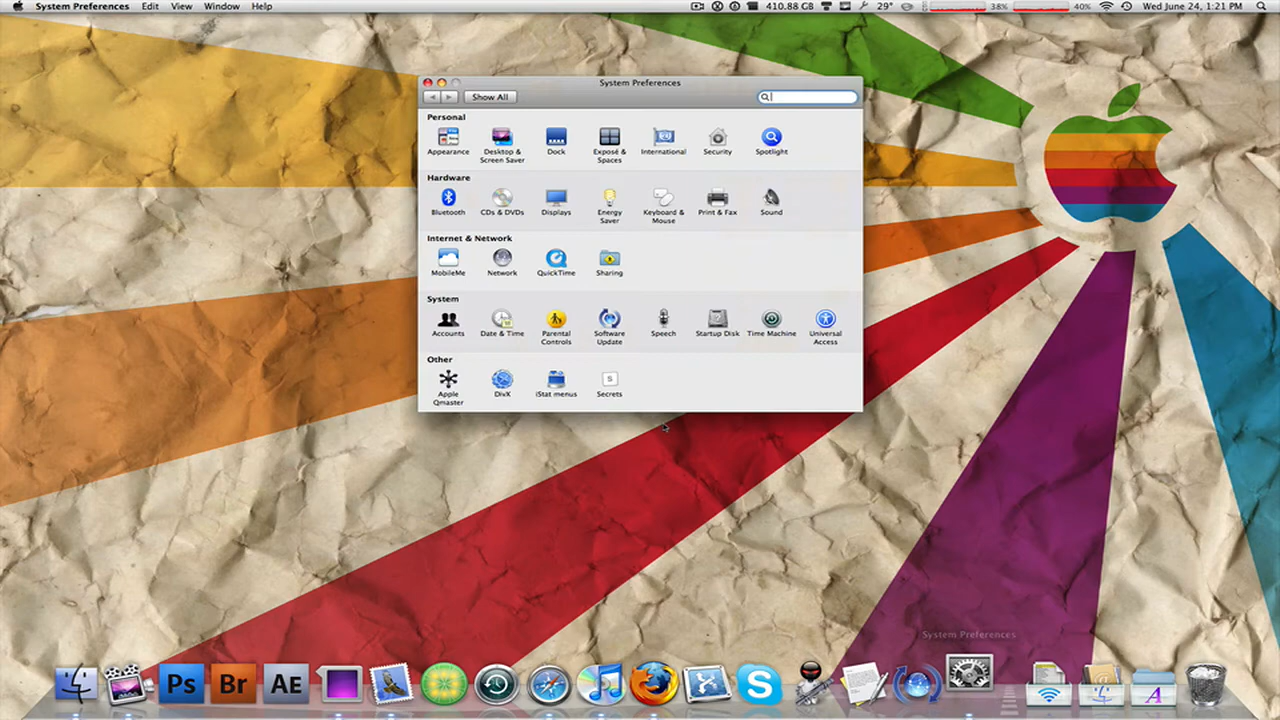 System Preferences Edit View Window Help 410.88 GB 29° 38% 40% Wed June 24, 1:21 PM
System Preferences
Show All
Personal
Appearance Desktop & Screen Saver Dock Exposé & Spaces International Security Spotlight
Hardware
Bluetooth CDs & DVDs Displays Energy Saver Keyboard & Mouse Print & Fax Sound
Internet & Network
MobileMe Network QuickTime Sharing
System
Accounts Date & Time Parental Controls Software Update Speech Startup Disk Time Machine Universal Access
Other
Apple Qmaster DivX iStat menus Secrets
System Preferences
Ps Br AE